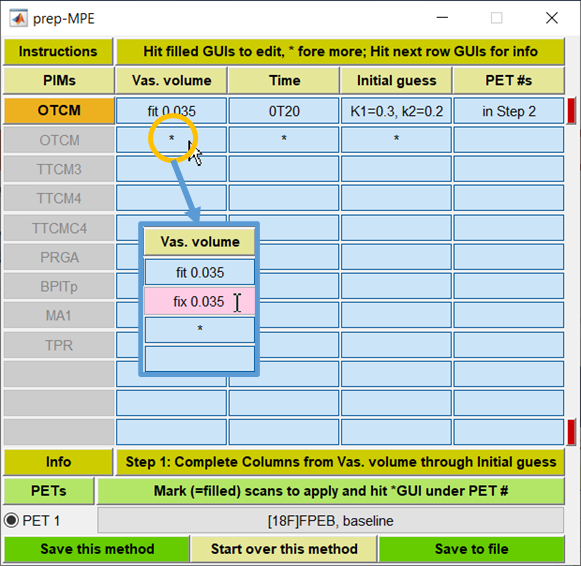 prep-MPE
Instructions Hit filled GUIs to edit, * fore more; Hit next row GUIs for info
PIMs Vas. volume Time Initial guess PET #s
OTCM fit 0.035 0T20 K1=0.3, k2=0.2 in Step 2
OTCM * * *
TTCM3
TTCM4
TTCMC4
Vas. volume
PRGA
fit 0.035
BPITp
fix 0.035
MA1
*
TPR
Info Step 1: Complete Columns from Vas. volume through Initial guess
PETs Mark (=filled) scans to apply and hit *GUI under PET #
PET 1 [18F]FPEB, baseline
Save this method Start over this method Save to file